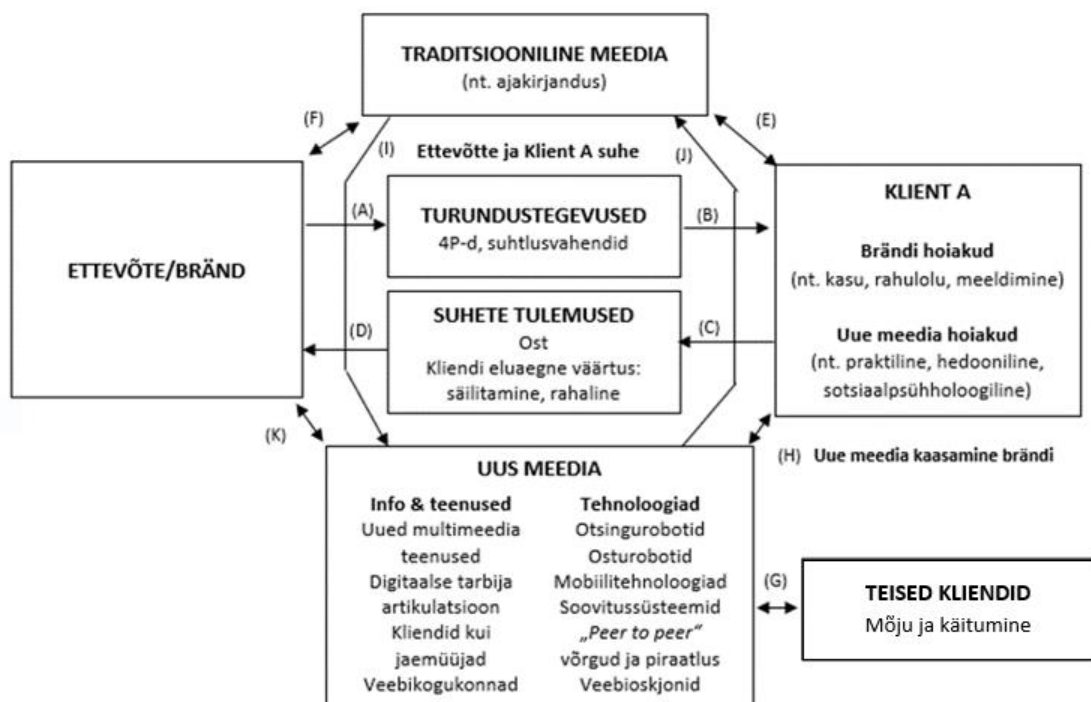 TRADITSIOONILINE MEEDIA
(nt. ajakirjandus)
(F)
(E)
(I)
Ettevõtte ja Klient A suhe
(J)
ETTEVÕTE/BRÄND
(A)
TURUNDUSTEGEVUSED
4P-d, suhtlusvahendid
(B)
KLIENT A
Brändi hoiakud
(nt. kasu, rahulolu, meeldimine)
Uue meedia hoiakud
(nt. praktiline, hedooniline,
sotsiaalpsühholoogiline)
(D)
SUHETE TULEMUSED
Ost
Kliendi eluaegne väärtus:
säilitamine, rahaline
(C)
(K)
(H) Uue meedia kaasamine brändi
UUS MEEDIA
Info & teenused
Uued multimeedia
teenused
Digitaalse tarbija
artikulatsioon
Kliendid kui
jaemüüjad
Veebikogukonnad
Tehnoloogiad
Otsingurobotid
Osturobotid
Mobiilitehnoloogiad
Soovitussüsteemid
„Peer to peer“
võrgud ja piraatlus
Veebioskjonid
(G)
TEISED KLIENDID
Mõju ja käitumine